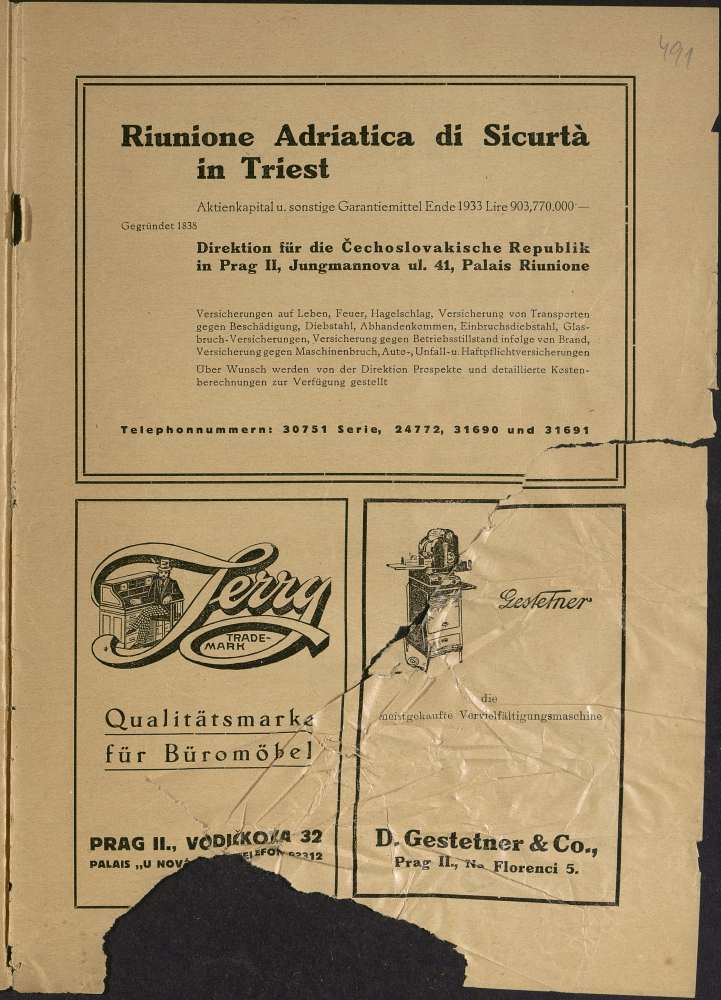 491
Riunione Adriatica di Sicurtà
in Triest
Aktienkapital u. sonstige Garantiemittel Ende 1933 Lire 903,770.000·—
Gegründet 1838
Direktion für die Čechoslovakische Republik
in Prag II, Jungmannova ul. 41, Palais Riunione
Versicherungen auf Leben, Feuer, Hagelschlag, Versicherung von Transporten
gegen Beschädigung, Diebstahl, Abhandenkommen, Einbruchsdiebstahl, Glas-
bruch-Versicherungen, Versicherung gegen Betriebsstillstand infolge von Brand,
Versicherung gegen Maschinenbruch, Auto-, Unfall- u. Haftpflichtversicherungen
Über Wunsch werden von der Direktion Prospekte und detaillierte Kosten-
berechnungen zur Verfügung gestellt
Telephonnummern: 30751 Serie, 24772, 31690 und 31691
Jerry
TRADE-
MARK
Qualitätsmarke
für Büromöbel
PRAG II., VODIČKOVA 32
PALAIS „U NOVÁ
Gestetner
die
meistgekaufte Vervielfältigungsmaschine
D. Gestetner & Co.,
Prag II., Na Florenci 5.